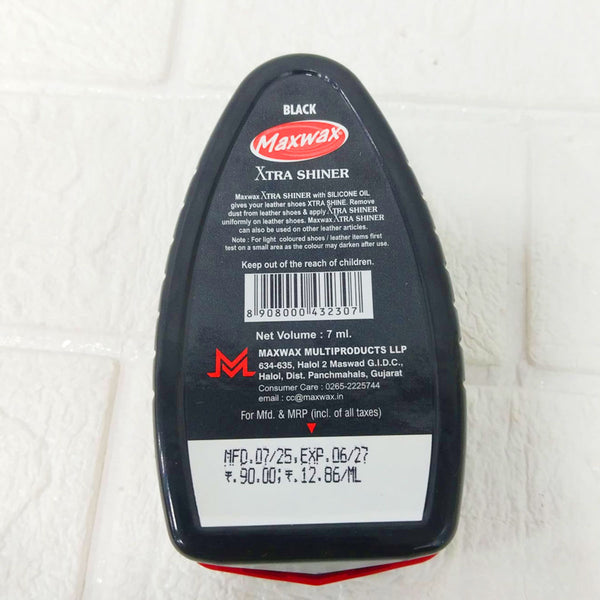 BLACK
Maxwax
XTRA SHINER
Maxwax XTRA SHINER with SILICONE OIL
gives your leather shoes XTRA SHINE. Remove
dust from leather shoes & apply XTRA SHINER
uniformly on leather shoes. Maxwax XTRA SHINER
can also be used on other leather articles.
Note : For light coloured shoes / leather items first
test on a small area as the colour may darken after use.
Keep out of the reach of children.
8 908000 432307
Net Volume : 7 ml.
MAXWAX MULTIPRODUCTS LLP
634-635, Halol 2 Maswad G.I.D.C.,
Halol, Dist. Panchmahals, Gujarat
Consumer Care : 0265-2225744
email : cc@maxwax.in
For Mfd. & MRP (incl. of all taxes)
MFD.07/25,EXP.06/27
₹.90.00;₹.12.86/ML